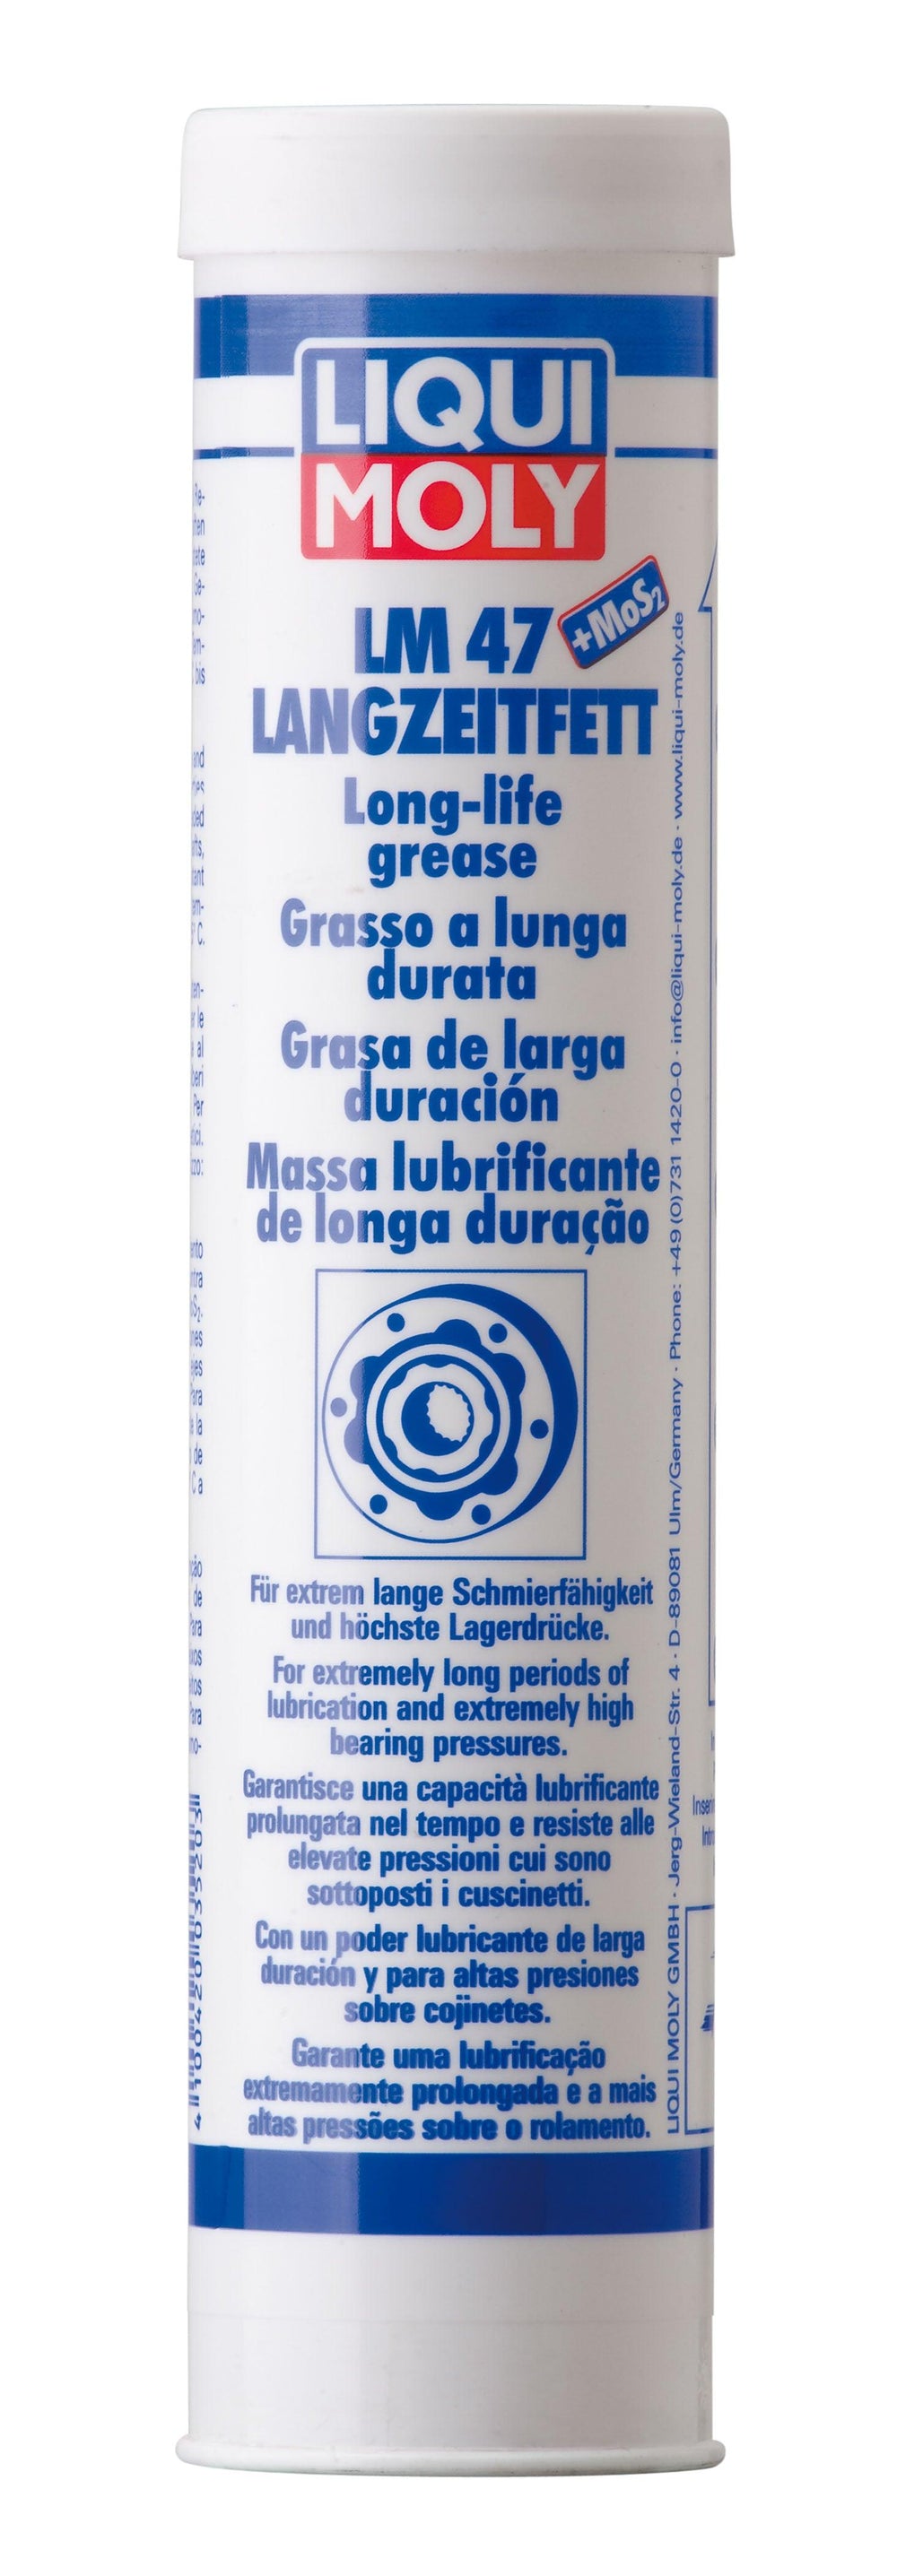 LIQUI
MOLY
LM 47
+MoS₂
LANGZEITFETT
Long-life
grease
Grasso a lunga
durata
Grasa de larga
duración
Massa lubrificante
de longa duração
Für extrem lange Schmierfähigkeit
und höchste Lagerdrücke.
For extremely long periods of
lubrication and extremely high
bearing pressures.
Garantisce una capacità lubrificante
prolungata nel tempo e resiste alle
elevate pressioni cui sono
sottoposti i cuscinetti.
Con un poder lubricante de larga
duración y para altas presiones
sobre cojinetes.
Garante uma lubrificação
extremamente prolongada e a mais
altas pressões sobre o rolamento.
LIQUI MOLY GMBH · Jerg-Wieland-Str. 4 · D-89081 Ulm/Germany · Phone: +49 (0)731 1420-0 · info@liqui-moly.de · www.liqui-moly.de